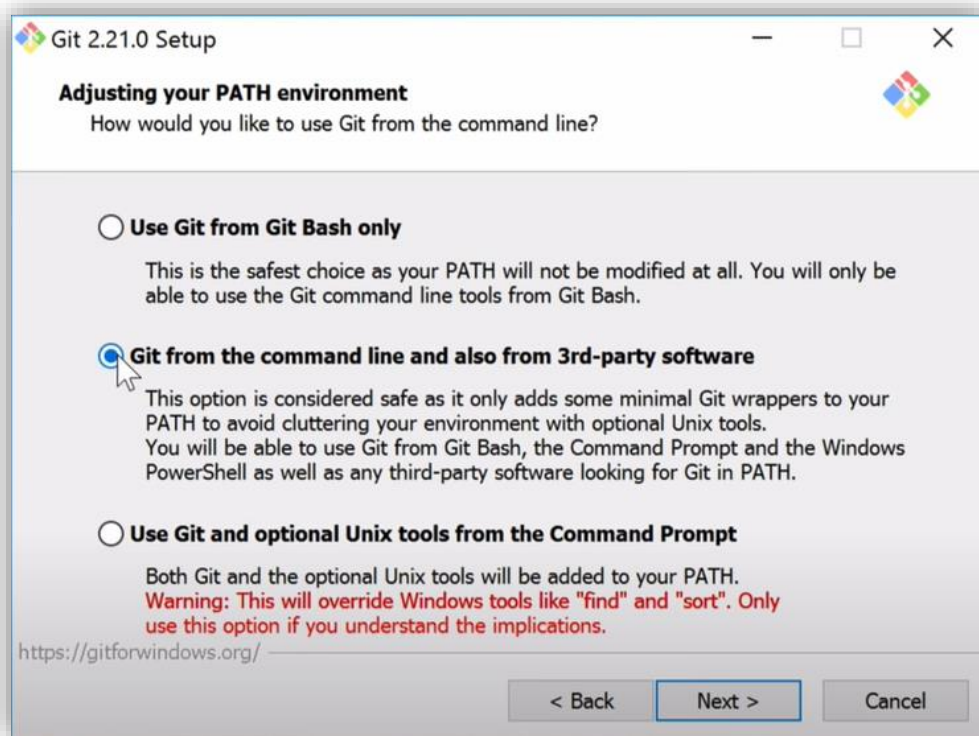 Git 2.21.0 Setup
Adjusting your PATH environment
How would you like to use Git from the command line?
Use Git from Git Bash only
This is the safest choice as your PATH will not be modified at all. You will only be
able to use the Git command line tools from Git Bash.
Git from the command line and also from 3rd-party software
This option is considered safe as it only adds some minimal Git wrappers to your
PATH to avoid cluttering your environment with optional Unix tools.
You will be able to use Git from Git Bash, the Command Prompt and the Windows
PowerShell as well as any third-party software looking for Git in PATH.
Use Git and optional Unix tools from the Command Prompt
Both Git and the optional Unix tools will be added to your PATH.
Warning: This will override Windows tools like "find" and "sort". Only
use this option if you understand the implications.
https://gitforwindows.org/
< Back Next > Cancel